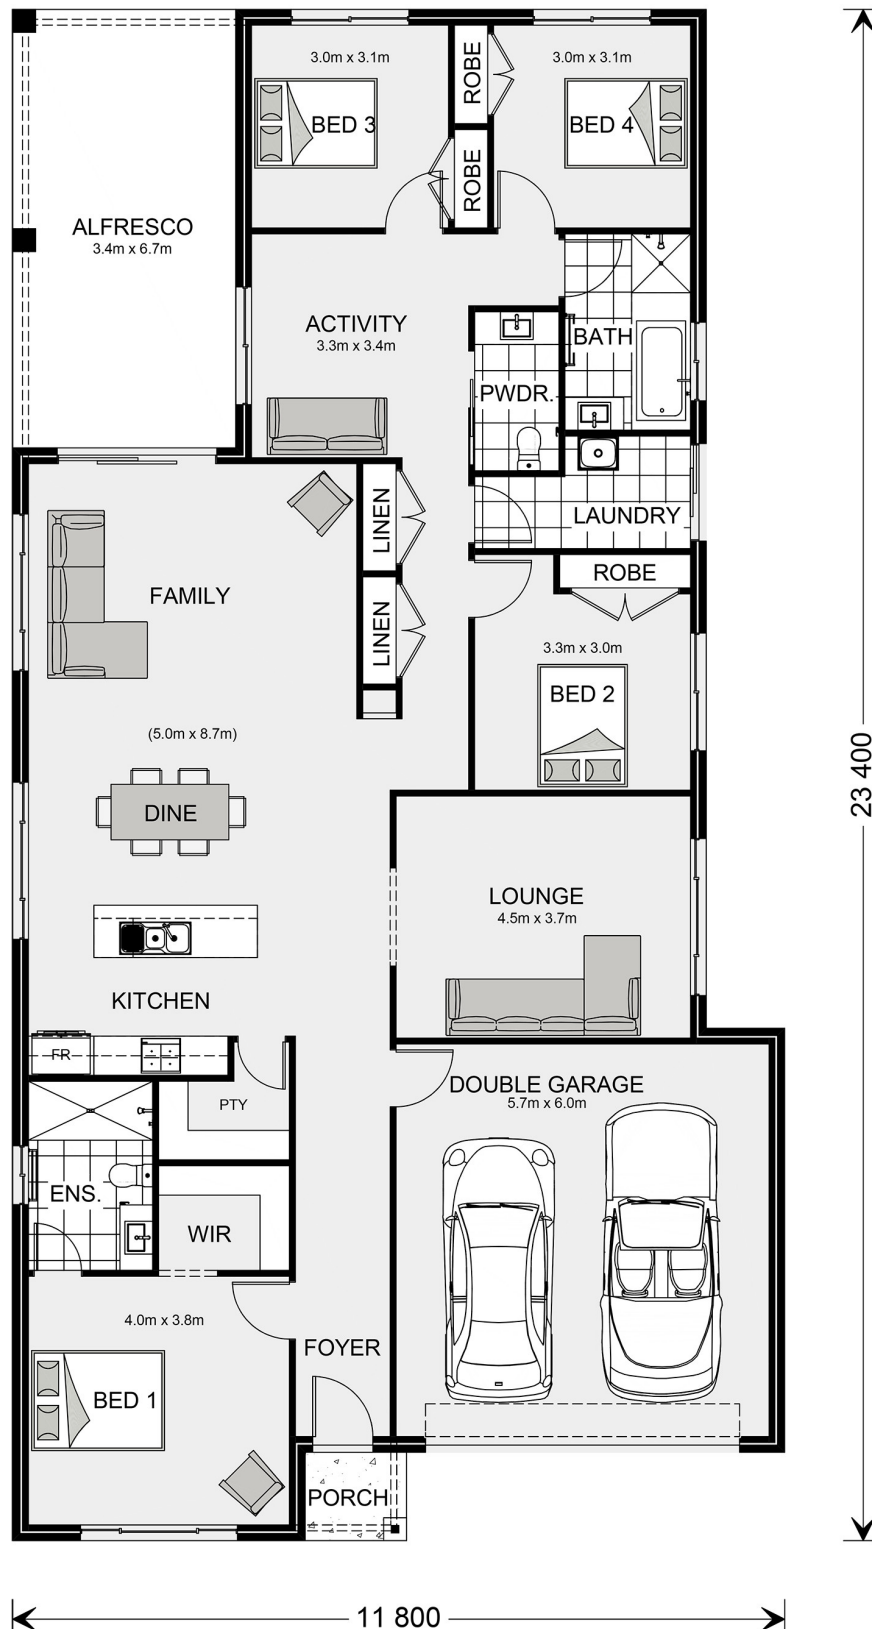 3.0m x 3.1m
BED 3
ROBE
ROBE
3.0m x 3.1m
BED 4
ALFRESCO
3.4m x 6.7m
ACTIVITY
3.3m x 3.4m
BATH
PWDR.
LINEN
LAUNDRY
FAMILY
LINEN
ROBE
3.3m x 3.0m
BED 2
(5.0m x 8.7m)
DINE
23 400
LOUNGE
4.5m x 3.7m
KITCHEN
FR
PTY
DOUBLE GARAGE
5.7m x 6.0m
ENS.
WIR
4.0m x 3.8m
FOYER
BED 1
PORCH
11 800